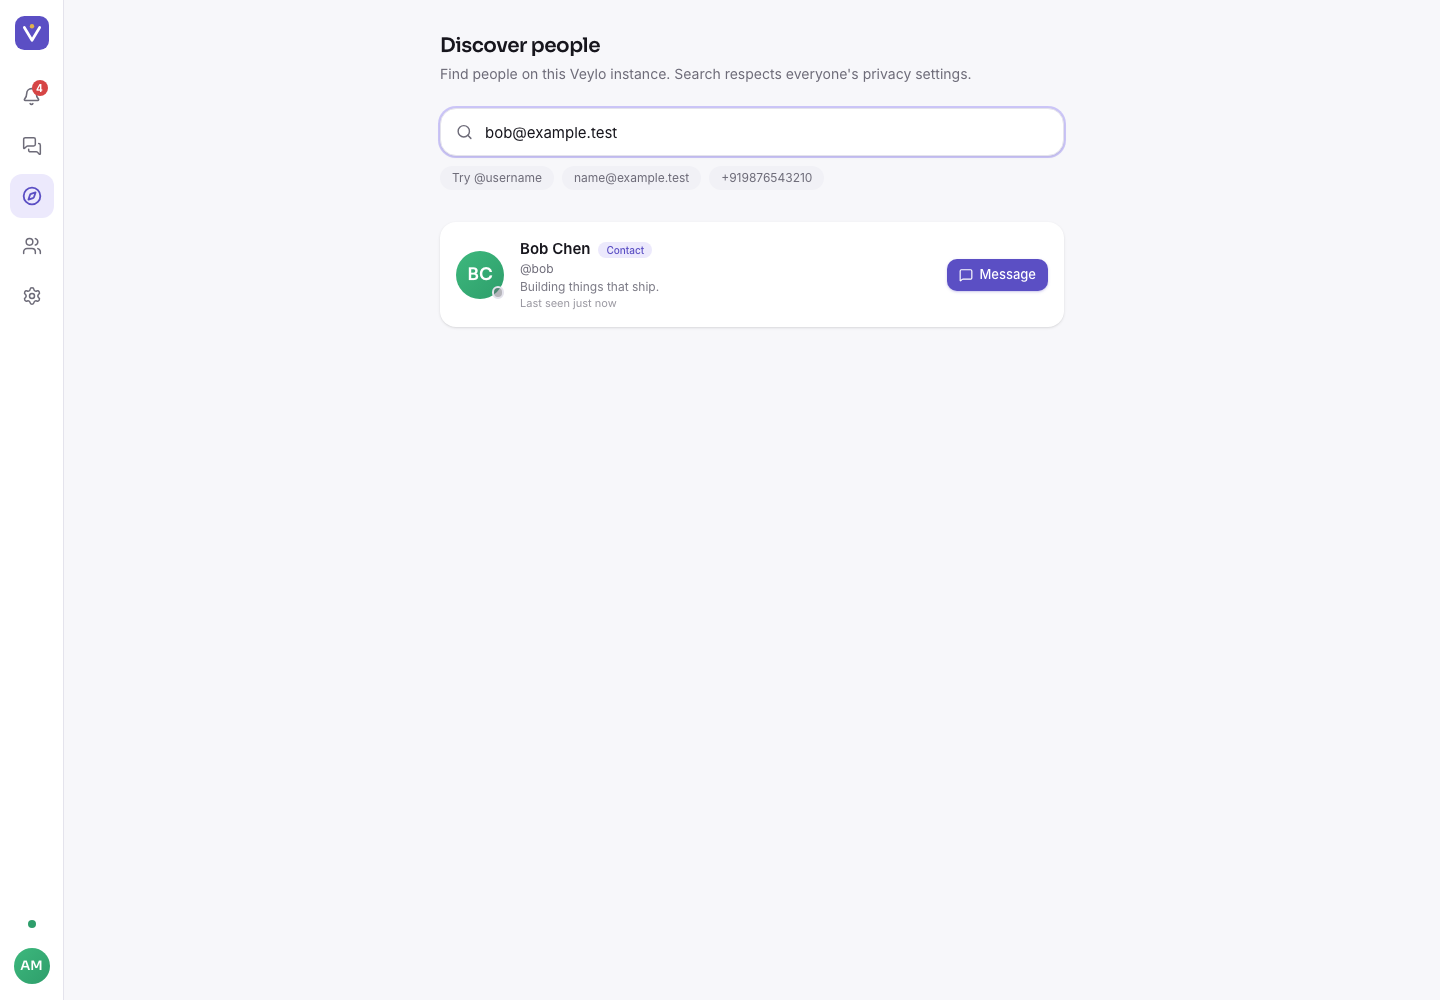 4
Discover people
Find people on this Veylo instance. Search respects everyone's privacy settings.
bob@example.test
Try @username name@example.test +919876543210
BC
Bob Chen Contact
@bob
Building things that ship.
Last seen just now
Message
AM